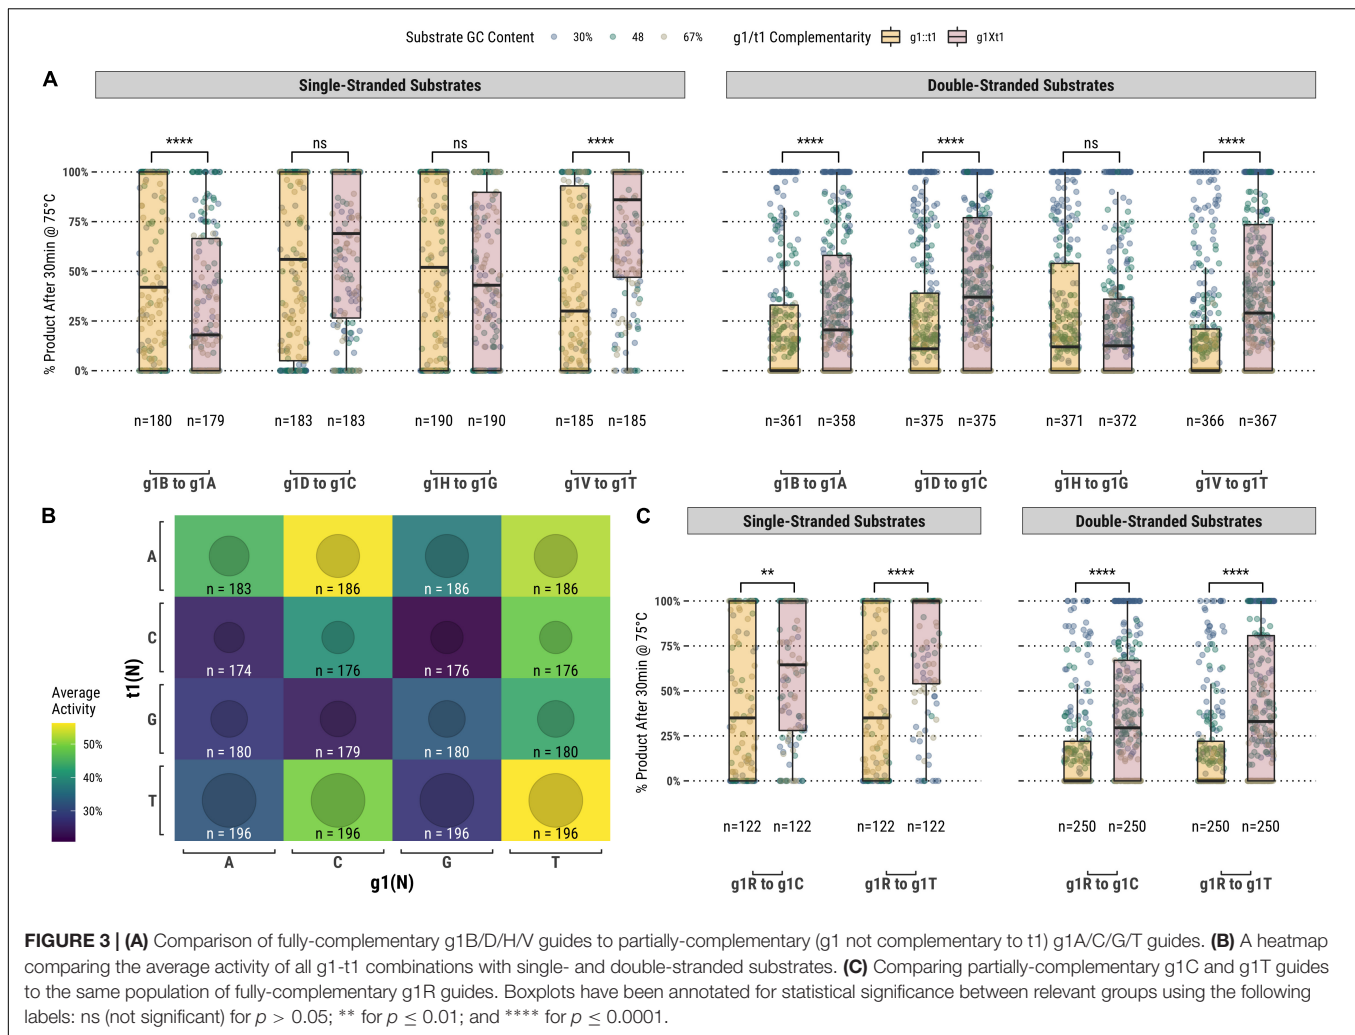 Substrate GC Content 30% 48 67% g1/t1 Complementarity g1::t1 g1Xt1
A
Single-Stranded Substrates
Double-Stranded Substrates
**** ns ns **** **** **** ns ****
% Product After 30min @ 75°C
100%
75%
50%
25%
0%
n=180 n=179 n=183 n=183 n=190 n=190 n=185 n=185 n=361 n=358 n=375 n=375 n=371 n=372 n=366 n=367
g1B to g1A g1D to g1C g1H to g1G g1V to g1T g1B to g1A g1D to g1C g1H to g1G g1V to g1T
B
t1(N)
A
n = 183 n = 186 n = 186 n = 186
C
n = 174 n = 176 n = 176 n = 176
G
n = 180 n = 179 n = 180 n = 180
T
n = 196 n = 196 n = 196 n = 196
A C G T
g1(N)
Average
Activity
50%
40%
30%
C
Single-Stranded Substrates
Double-Stranded Substrates
** **** **** ****
% Product After 30min @ 75°C
100%
75%
50%
25%
0%
n=122 n=122 n=122 n=122 n=250 n=250 n=250 n=250
g1R to g1C g1R to g1T g1R to g1C g1R to g1T
FIGURE 3 | (A) Comparison of fully-complementary g1B/D/H/V guides to partially-complementary (g1 not complementary to t1) g1A/C/G/T guides. (B) A heatmap
comparing the average activity of all g1-t1 combinations with single- and double-stranded substrates. (C) Comparing partially-complementary g1C and g1T guides
to the same population of fully-complementary g1R guides. Boxplots have been annotated for statistical significance between relevant groups using the following
labels: ns (not significant) for p > 0.05; ** for p ≤ 0.01; and **** for p ≤ 0.0001.